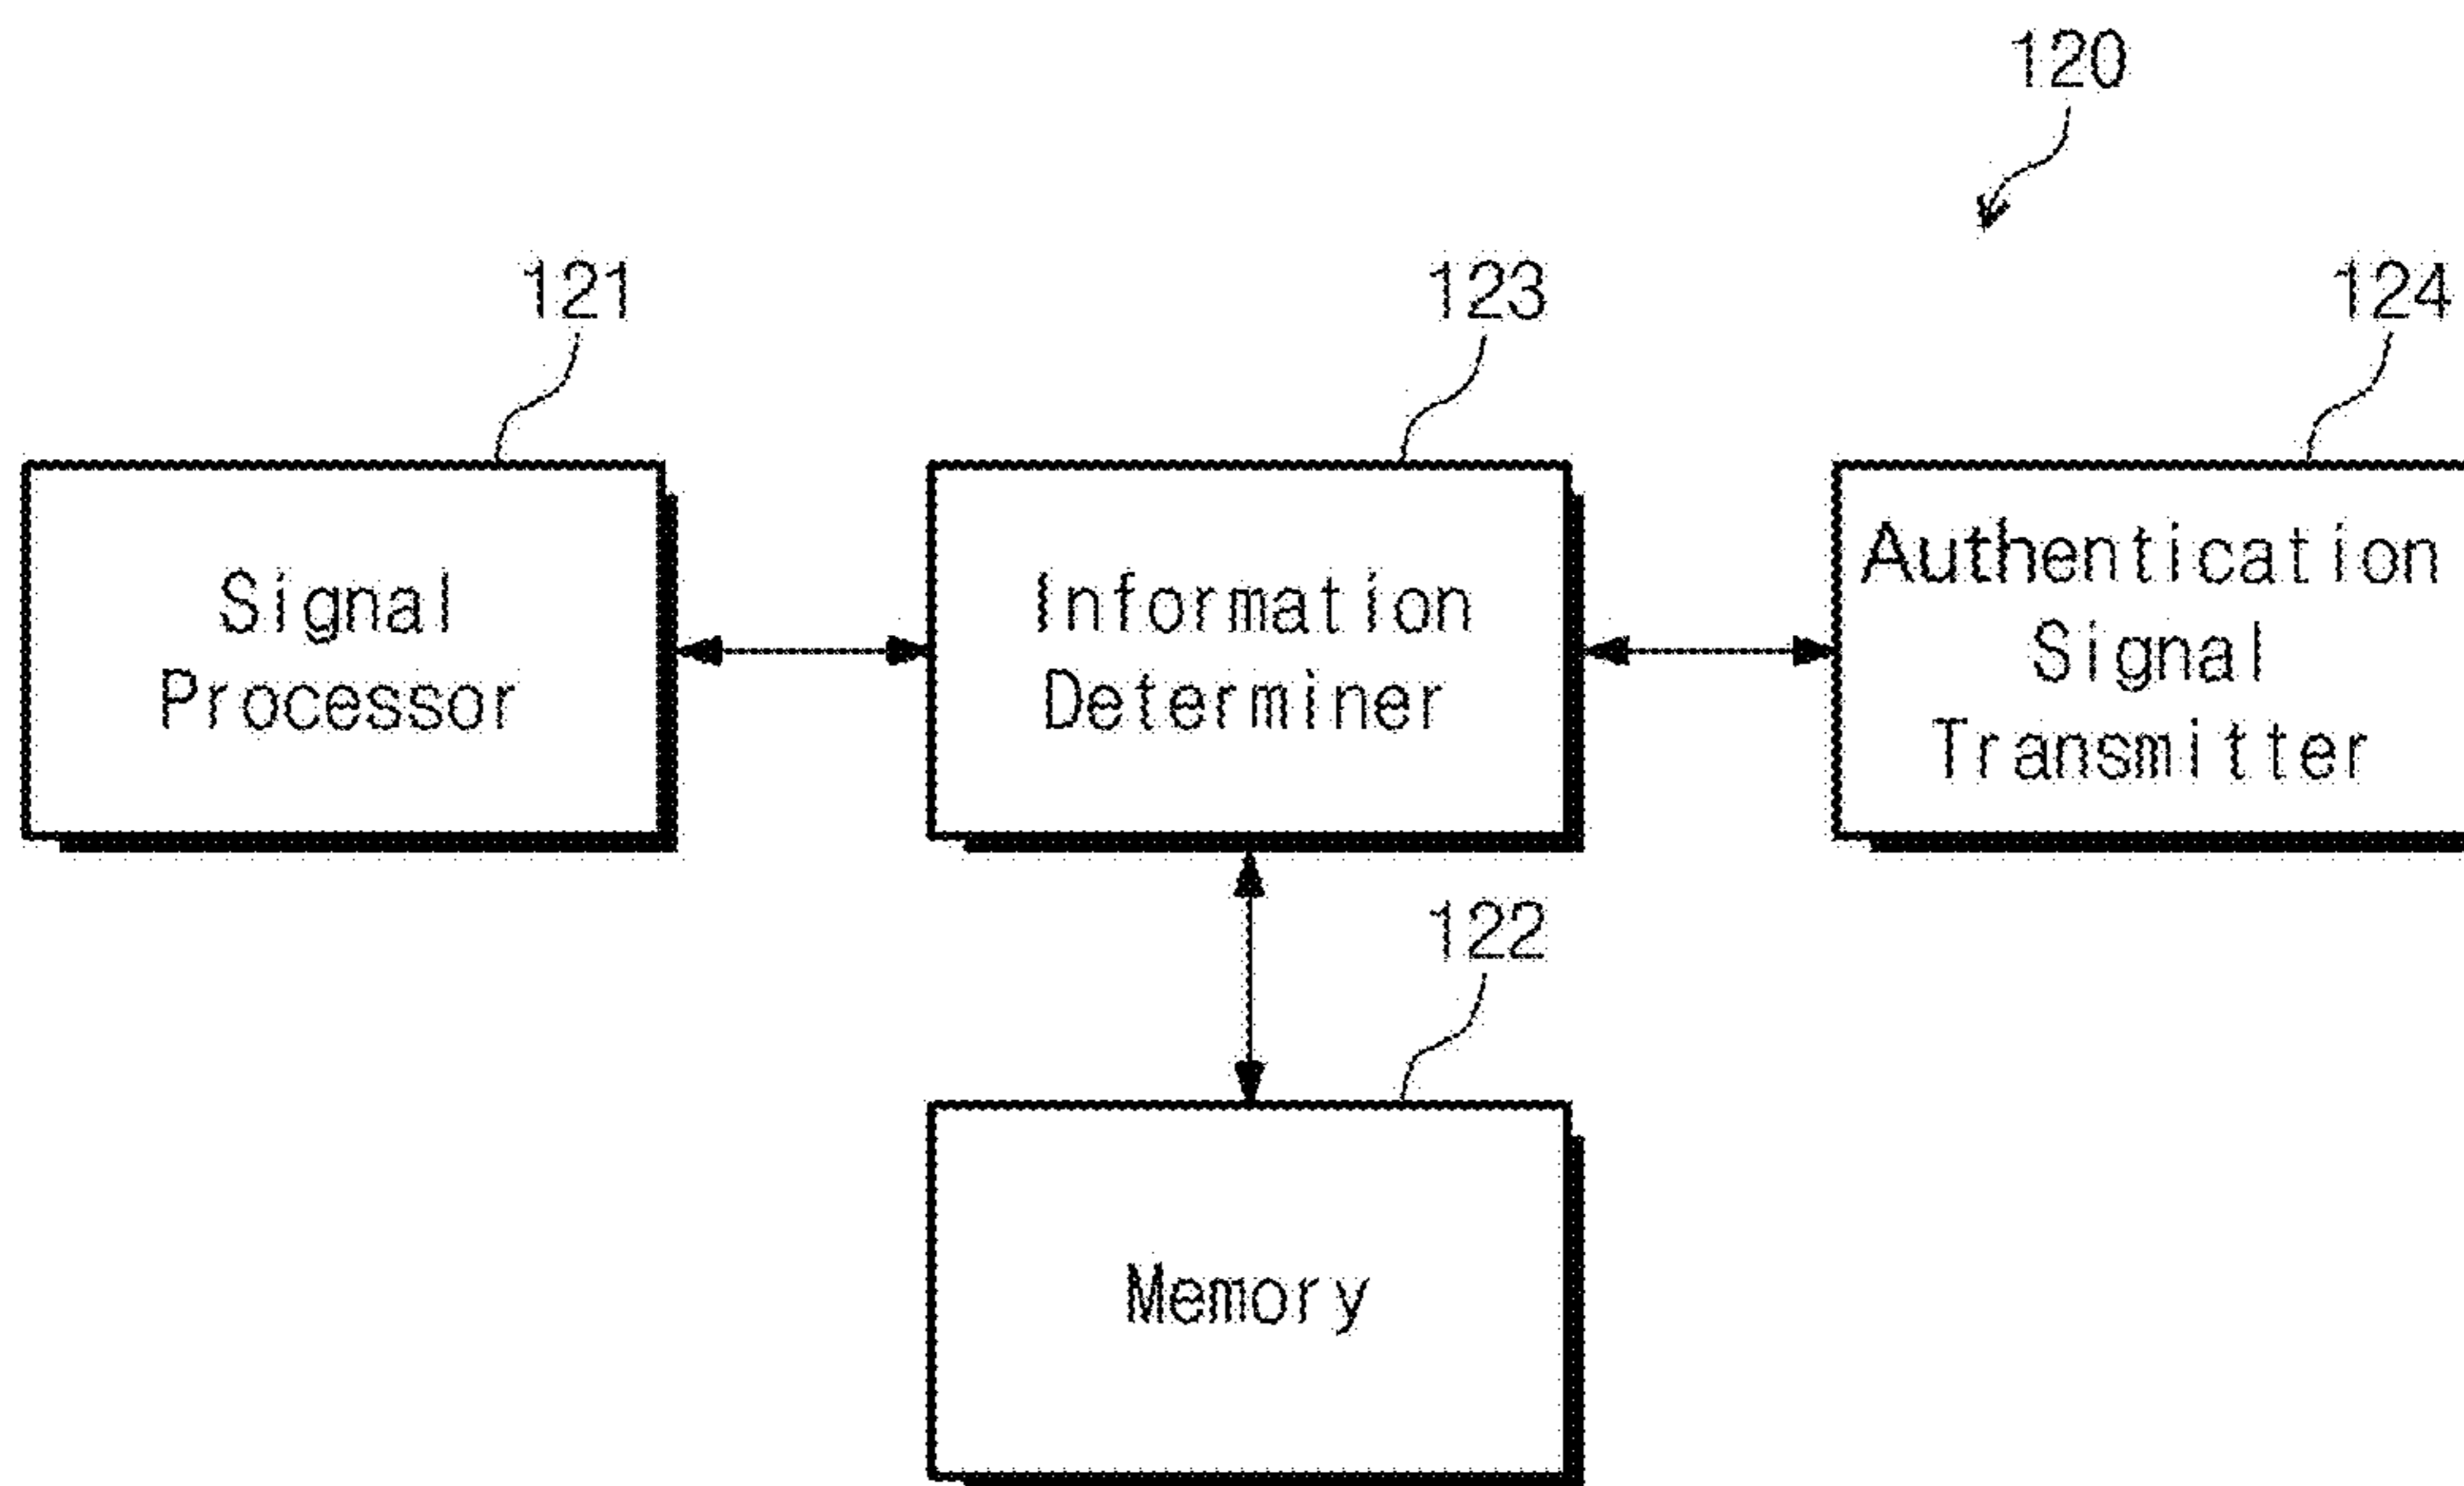 120
121
123
124
Signal
Processor
Information
Determiner
Authentication
Signal
Transmitter
122
Memory